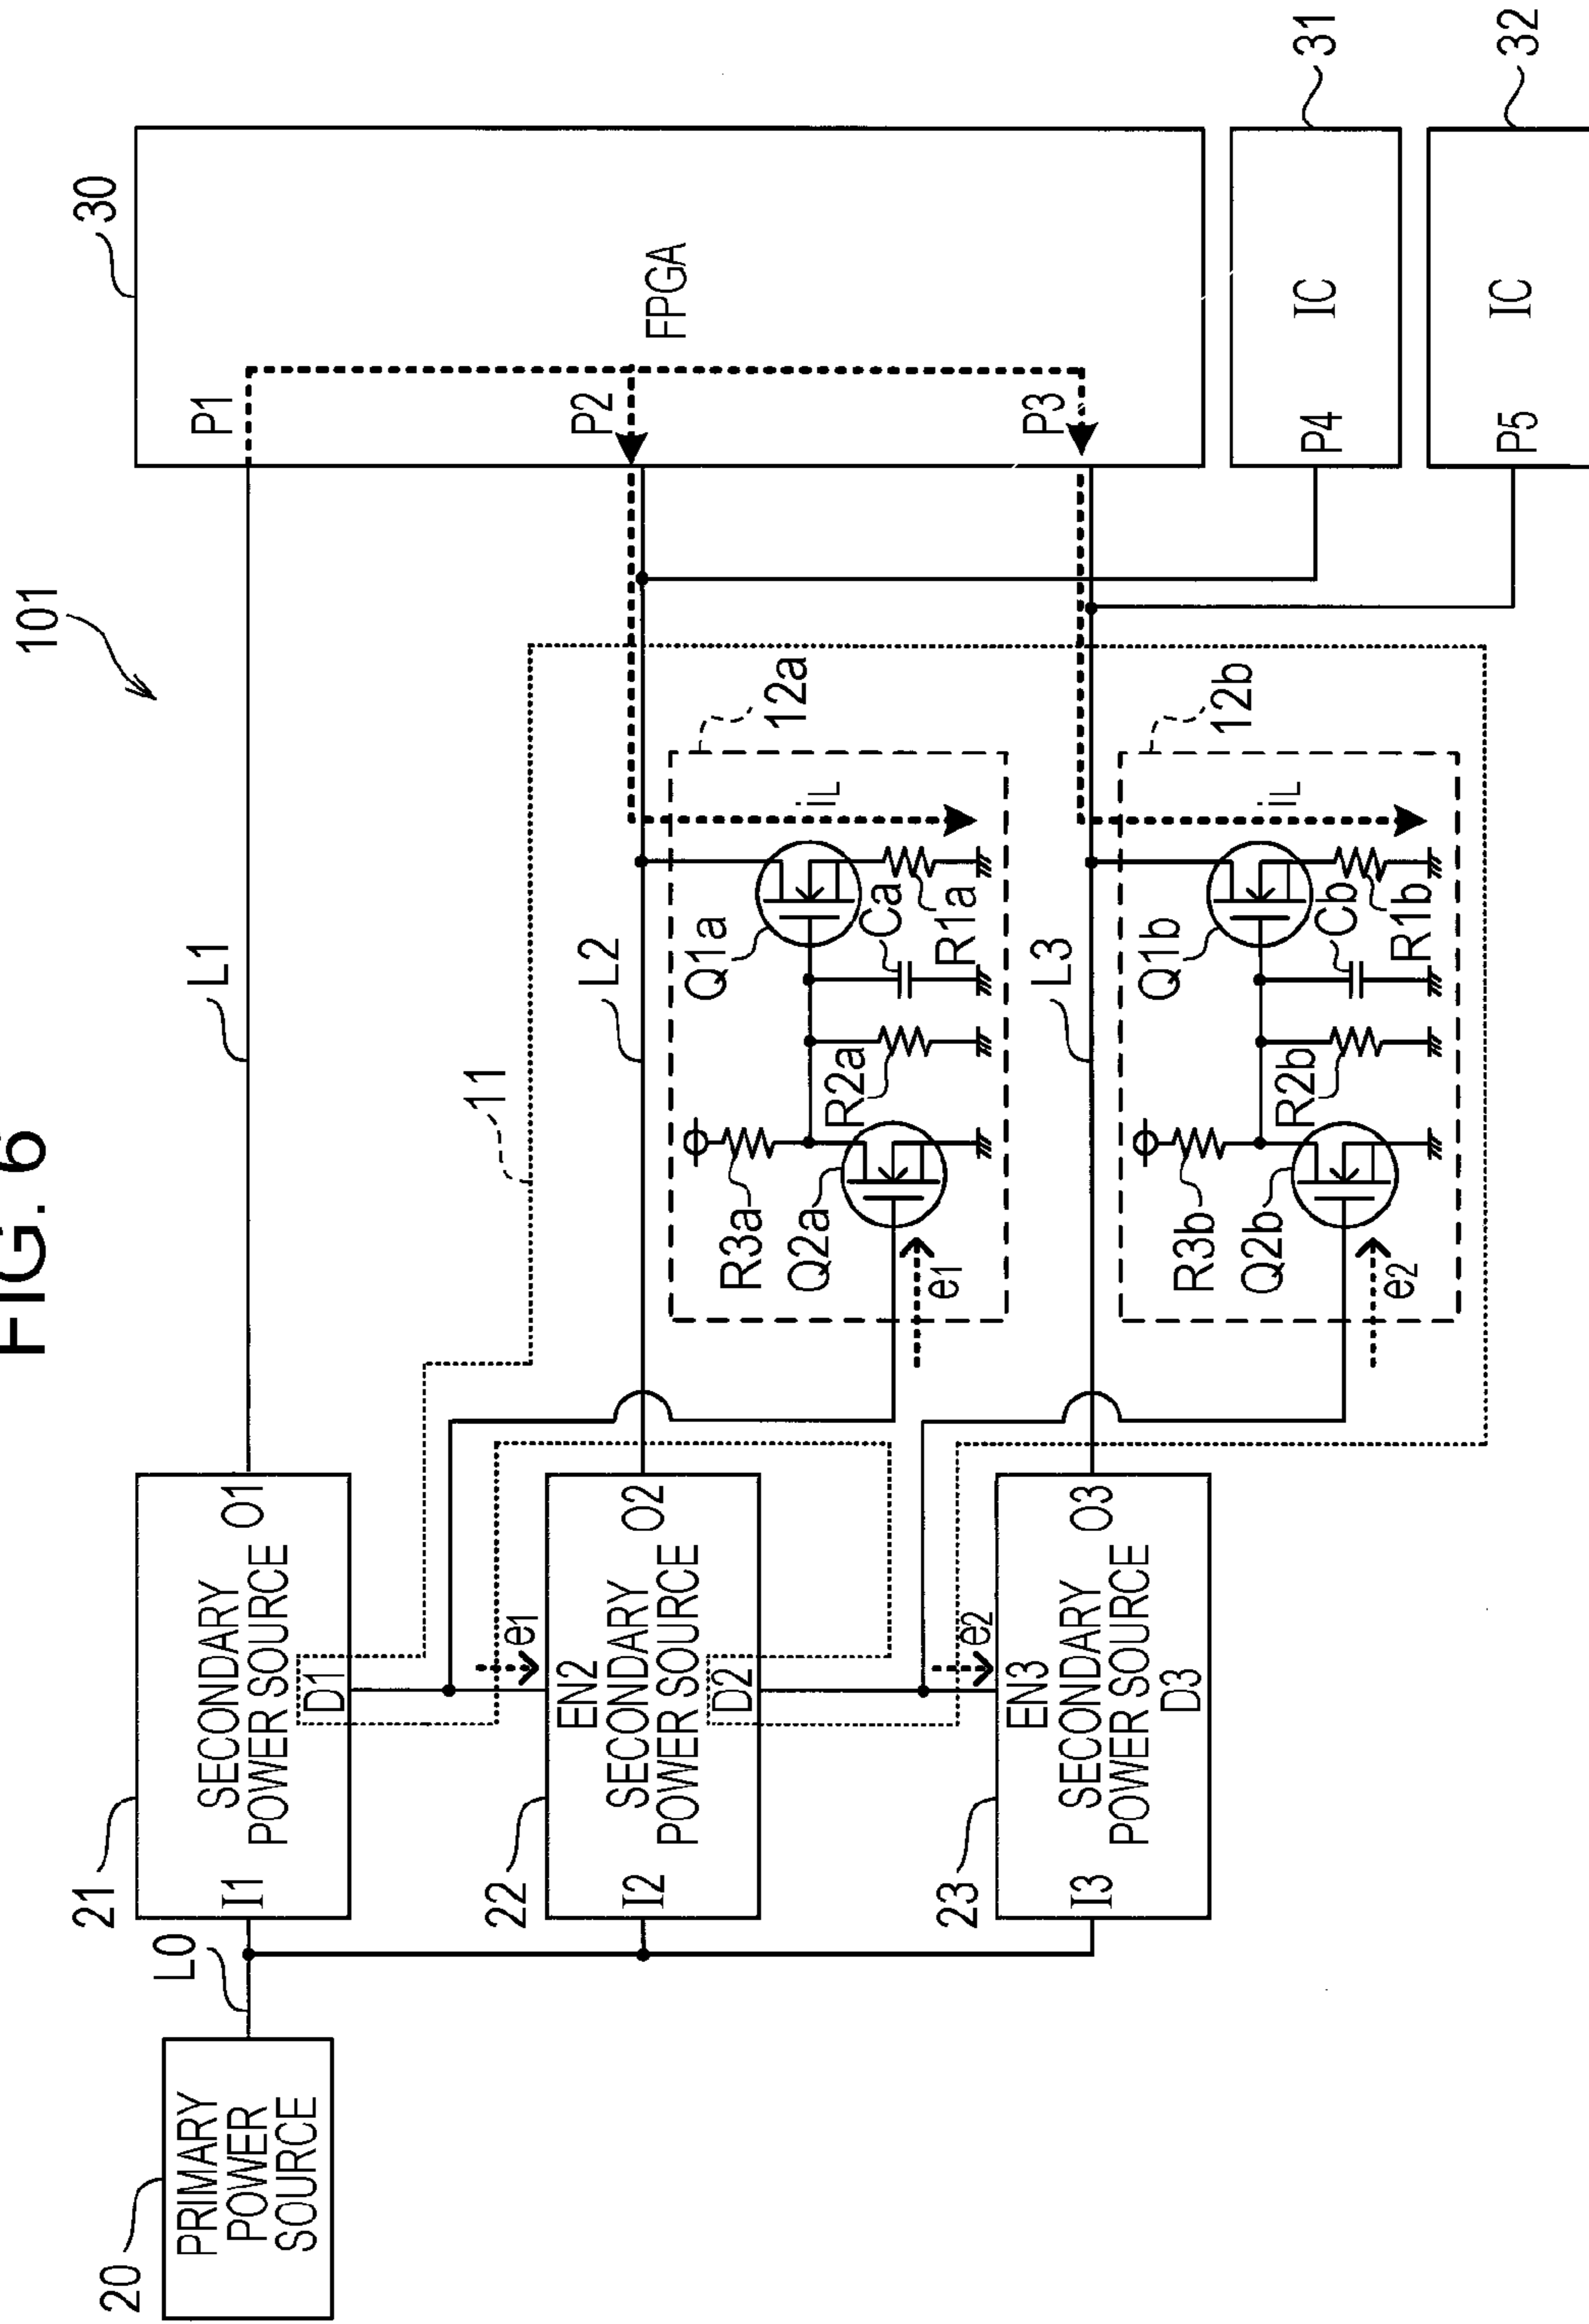 FIG. 6
101
20
PRIMARY
POWER
SOURCE
L0
21
I1
SECONDARY
POWER SOURCE
D1
O1
L1
P1
30
FPGA
e1
22
I2
EN2
SECONDARY
POWER SOURCE
D2
O2
11
L2
P2
R3a
Q2a
e1
R2a
Q1a
Ca
R1a
iL
12a
e2
23
I3
EN3
SECONDARY
POWER SOURCE
D3
O3
L3
P3
R3b
Q2b
e2
R2b
Q1b
Cb
R1b
iL
12b
P4
IC
31
P5
IC
32